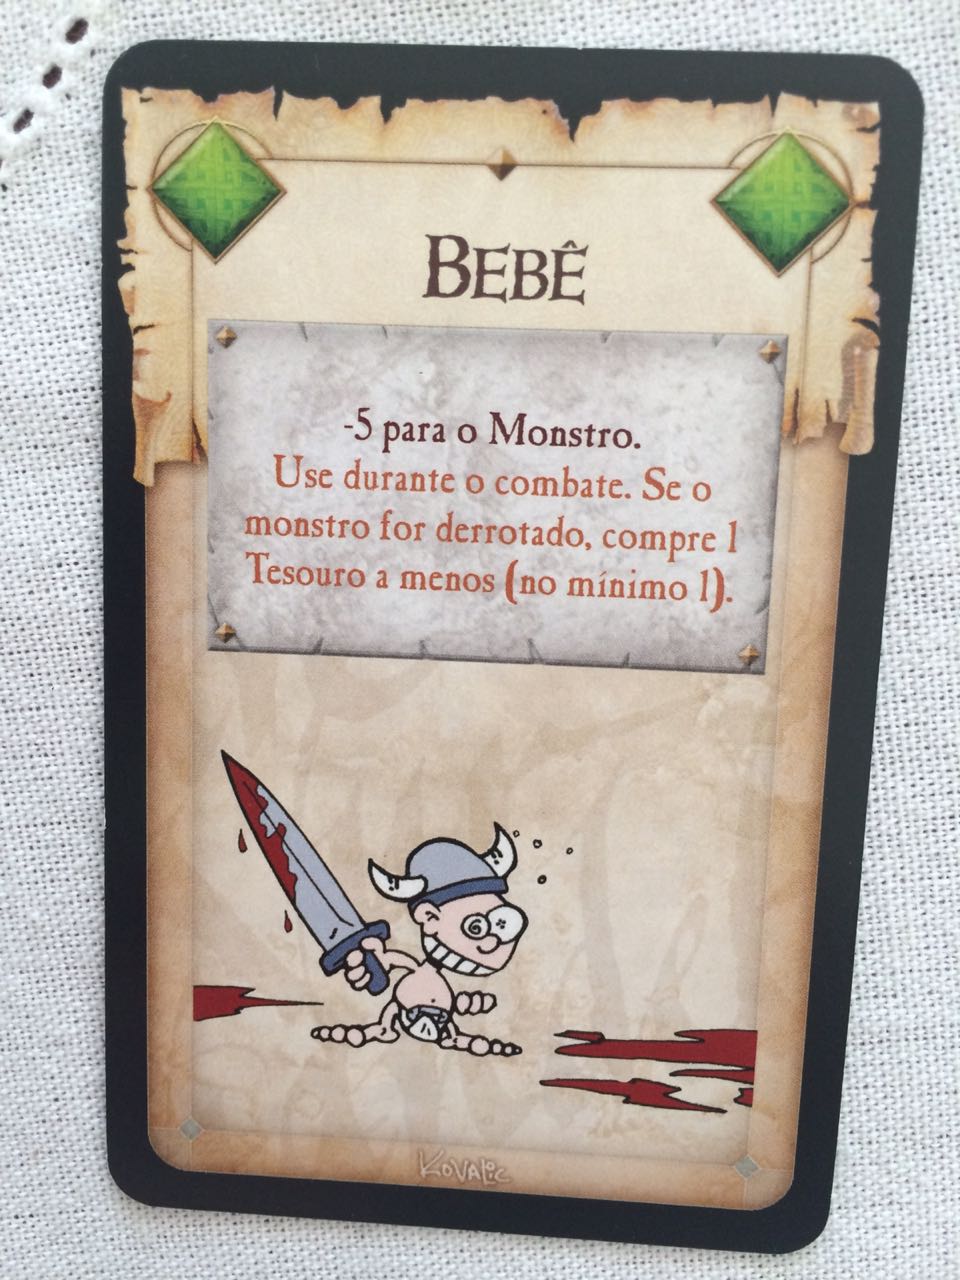 BEBÊ
-5 para o Monstro.
Use durante o combate. Se o
monstro for derrotado, compre 1
Tesouro a menos (no mínimo 1).
KOVALIC